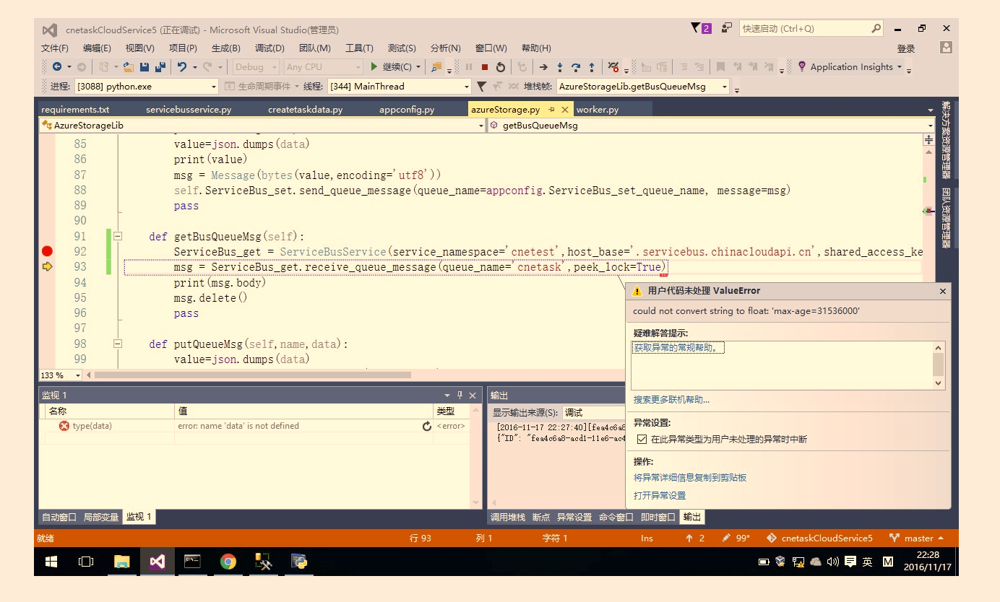 cnetaskCloudService5 (正在调试) - Microsoft Visual Studio(管理员)
2
快速启动 (Ctrl+Q)
文件(F) 编辑(E) 视图(V) 项目(P) 生成(B) 调试(D) 团队(M) 工具(T) 测试(S) 分析(N) 窗口(W) 帮助(H)
登录
Debug Any CPU 继续(C) Application Insights
进程: [3088] python.exe 生命周期事件 线程: [344] MainThread 堆栈帧: AzureStorageLib.getBusQueueMsg
requirements.txt servicebusservice.py createtaskdata.py appconfig.py azureStorage.py worker.py
AzureStorageLib getBusQueueMsg
85 value=json.dumps(data)
86 print(value)
87 msg = Message(bytes(value,encoding='utf8'))
88 self.ServiceBus_set.send_queue_message(queue_name=appconfig.ServiceBus_set_queue_name, message=msg)
89 pass
90
91 def getBusQueueMsg(self):
92 ServiceBus_get = ServiceBusService(service_namespace='cnetest',host_base='.servicebus.chinacloudapi.cn',shared_access_ke
93 msg = ServiceBus_get.receive_queue_message(queue_name='cnetask',peek_lock=True)
94 print(msg.body)
95 msg.delete()
96 pass
97
98 def putQueueMsg(self,name,data):
99 value=json.dumps(data)
133 %
解决方案资源管理器
团队资源管理器
用户代码未处理 ValueError
could not convert string to float: 'max-age=31536000'
疑难解答提示:
获取异常的常规帮助。
搜索更多联机帮助...
异常设置:
在此异常类型为用户未处理的异常时中断
操作:
将异常详细信息复制到剪贴板
打开异常设置
监视 1
名称 值 类型
type(data) error: name 'data' is not defined <error>
自动窗口 局部变量 监视 1
输出
显示输出来源(S): 调试
[2016-11-17 22:27:40][fea4c6a8
{"ID": "fea4c6a8-acd1-11e6-ac4
调用堆栈 断点 异常设置 命令窗口 即时窗口 输出
就绪 行 93 列 1 字符 1 Ins 2 99* cnetaskCloudService5 master
英 M
22:28
2016/11/17